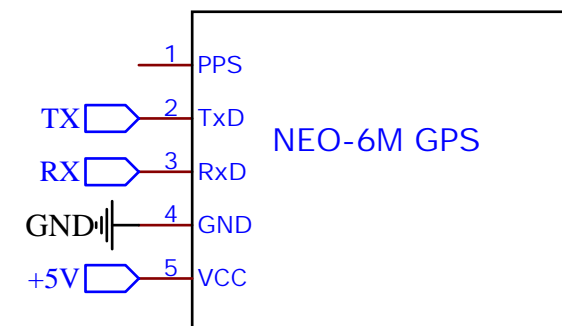 1 PPS
TX 2 TxD
NEO-6M GPS
RX 3 RxD
GND 4 GND
+5V 5 VCC